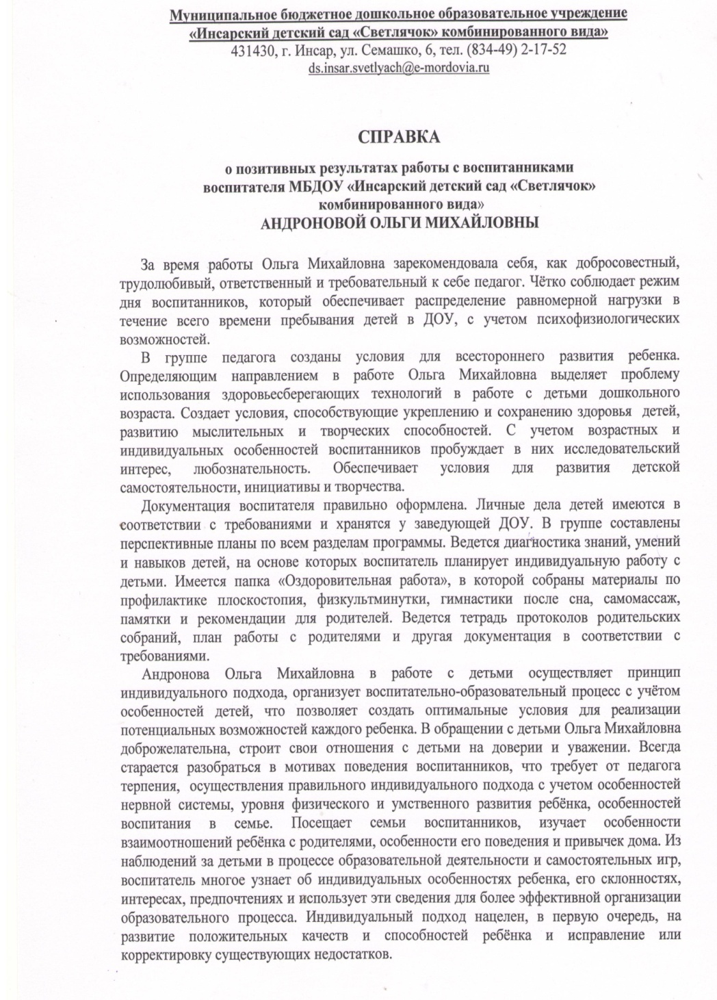 Муниципальное бюджетное дошкольное образовательное учреждение
«Инсарский детский сад «Светлячок» комбинированного вида»
431430, г. Инсар, ул. Семашко, 6, тел. (834-49) 2-17-52
ds.insar.svetlyach@e-mordovia.ru
СПРАВКА
о позитивных результатах работы с воспитанниками
воспитателя МБДОУ «Инсарский детский сад «Светлячок»
комбинированного вида»
АНДРОНОВОЙ ОЛЬГИ МИХАЙЛОВНЫ
За время работы Ольга Михайловна зарекомендовала себя, как добросовестный,
трудолюбивый, ответственный и требовательный к себе педагог. Чётко соблюдает режим
дня воспитанников, который обеспечивает распределение равномерной нагрузки в
течение всего времени пребывания детей в ДОУ, с учетом психофизиологических
возможностей.
В группе педагога созданы условия для всестороннего развития ребенка.
Определяющим направлением в работе Ольга Михайловна выделяет проблему
использования здоровьесберегающих технологий в работе с детьми дошкольного
возраста. Создает условия, способствующие укреплению и сохранению здоровья детей,
развитию мыслительных и творческих способностей. С учетом возрастных и
индивидуальных особенностей воспитанников пробуждает в них исследовательский
интерес, любознательность. Обеспечивает условия для развития детской
самостоятельности, инициативы и творчества.
Документация воспитателя правильно оформлена. Личные дела детей имеются в
соответствии с требованиями и хранятся у заведующей ДОУ. В группе составлены
перспективные планы по всем разделам программы. Ведется диагностика знаний, умений
и навыков детей, на основе которых воспитатель планирует индивидуальную работу с
детьми. Имеется папка «Оздоровительная работа», в которой собраны материалы по
профилактике плоскостопия, физкультминутки, гимнастики после сна, самомассаж,
памятки и рекомендации для родителей. Ведется тетрадь протоколов родительских
собраний, план работы с родителями и другая документация в соответствии с
требованиями.
Андронова Ольга Михайловна в работе с детьми осуществляет принцип
индивидуального подхода, организует воспитательно-образовательный процесс с учётом
особенностей детей, что позволяет создать оптимальные условия для реализации
потенциальных возможностей каждого ребенка. В обращении с детьми Ольга Михайловна
доброжелательна, строит свои отношения с детьми на доверии и уважении. Всегда
старается разобраться в мотивах поведения воспитанников, что требует от педагога
терпения, осуществления правильного индивидуального подхода с учетом особенностей
нервной системы, уровня физического и умственного развития ребёнка, особенностей
воспитания в семье. Посещает семьи воспитанников, изучает особенности
взаимоотношений ребёнка с родителями, особенности его поведения и привычек дома. Из
наблюдений за детьми в процессе образовательной деятельности и самостоятельных игр,
воспитатель многое узнает об индивидуальных особенностях ребенка, его склонностях,
интересах, предпочтениях и использует эти сведения для более эффективной организации
образовательного процесса. Индивидуальный подход нацелен, в первую очередь, на
развитие положительных качеств и способностей ребёнка и исправление или
корректировку существующих недостатков.